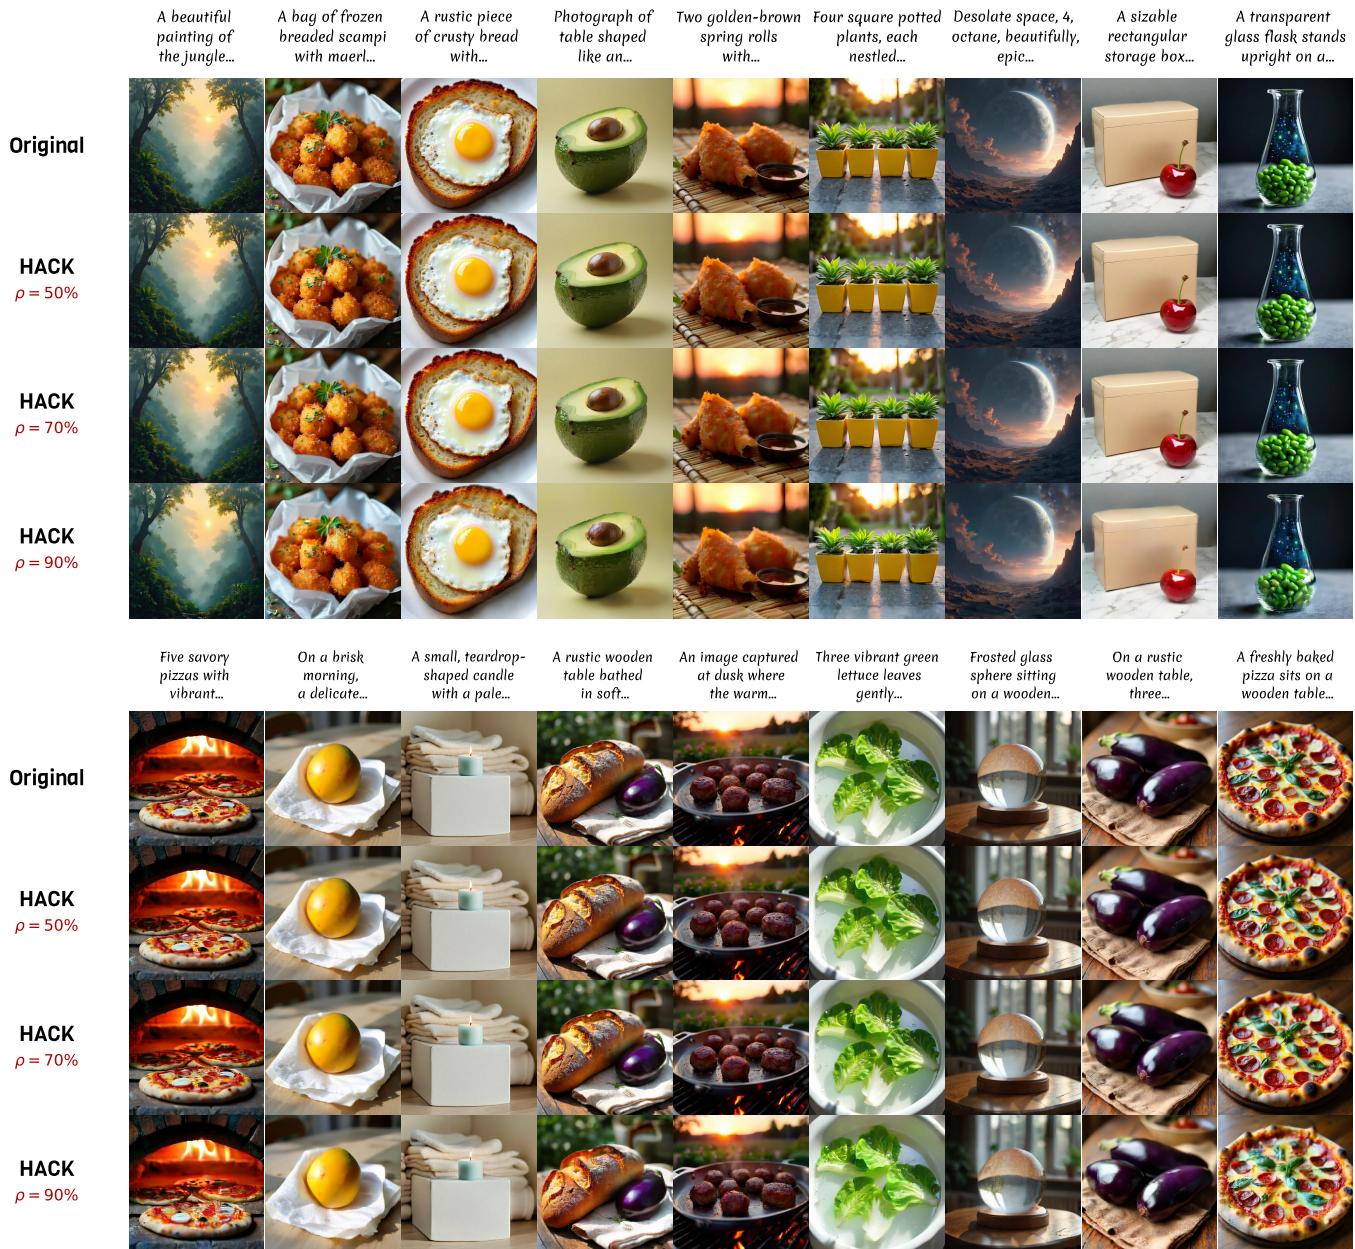 A beautiful
painting of
the jungle...
A bag of frozen
breaded scampi
with maerl...
A rustic piece
of crusty bread
with...
Photograph of
table shaped
like an...
Two golden-brown
spring rolls
with...
Four square potted
plants, each
nestled...
Desolate space, 4,
octane, beautifully,
epic...
A sizable
rectangular
storage box...
A transparent
glass flask stands
upright on a...
Original
HACK
ρ = 50%
HACK
ρ = 70%
HACK
ρ = 90%
Five savory
pizzas with
vibrant...
On a brisk
morning,
a delicate...
A small, teardrop-
shaped candle
with a pale...
A rustic wooden
table bathed
in soft...
An image captured
at dusk where
the warm...
Three vibrant green
lettuce leaves
gently...
Frosted glass
sphere sitting
on a wooden...
On a rustic
wooden table,
three...
A freshly baked
pizza sits on a
wooden table...
Original
HACK
ρ = 50%
HACK
ρ = 70%
HACK
ρ = 90%